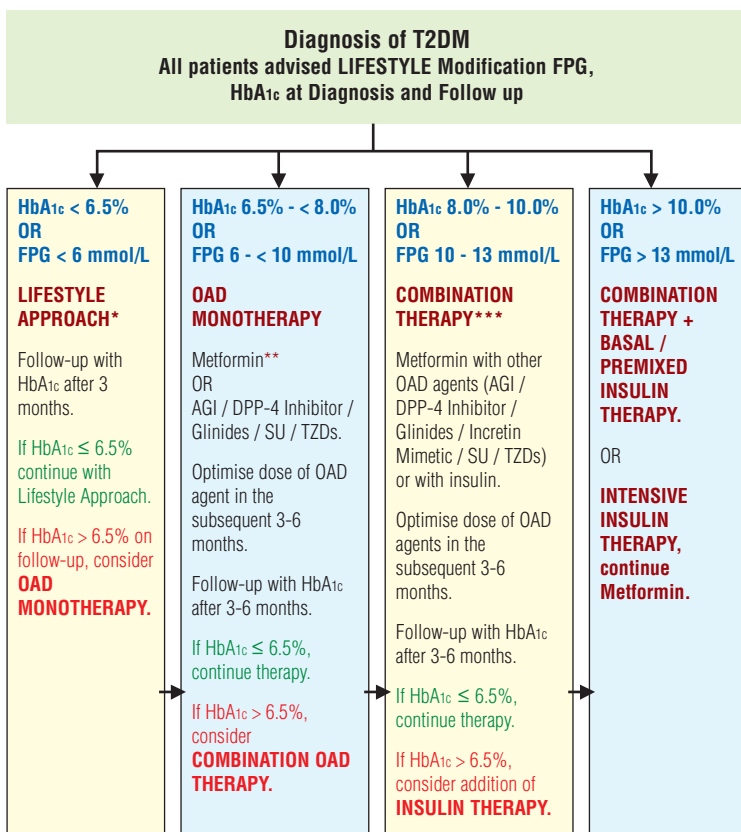 Diagnosis of T2DM
All patients advised LIFESTYLE Modification FPG,
HbA1c at Diagnosis and Follow up
HbA1c < 6.5%
OR
FPG < 6 mmol/L
LIFESTYLE
APPROACH*
Follow-up with
HbA1c after 3
months.
If HbA1c ≤ 6.5%
continue with
Lifestyle Approach.
If HbA1c > 6.5% on
follow-up, consider
OAD
MONOTHERAPY.
HbA1c 6.5% - < 8.0%
OR
FPG 6 - < 10 mmol/L
OAD
MONOTHERAPY
Metformin**
OR
AGI / DPP-4 Inhibitor /
Glinides / SU / TZDs.
Optimise dose of OAD
agent in the
subsequent 3-6
months.
Follow-up with HbA1c
after 3-6 months.
If HbA1c ≤ 6.5%,
continue therapy.
If HbA1c > 6.5%,
consider
COMBINATION OAD
THERAPY.
HbA1c 8.0% - 10.0%
OR
FPG 10 - 13 mmol/L
COMBINATION
THERAPY***
Metformin with other
OAD agents (AGI /
DPP-4 Inhibitor /
Glinides / Incretin
Mimetic / SU / TZDs)
or with insulin.
Optimise dose of OAD
agents in the
subsequent 3-6
months.
Follow-up with HbA1c
after 3-6 months.
If HbA1c ≤ 6.5%,
continue therapy.
If HbA1c > 6.5%,
consider addition of
INSULIN THERAPY.
HbA1c > 10.0%
OR
FPG > 13 mmol/L
COMBINATION
THERAPY +
BASAL /
PREMIXED
INSULIN
THERAPY.
OR
INTENSIVE
INSULIN
THERAPY,
continue
Metformin.